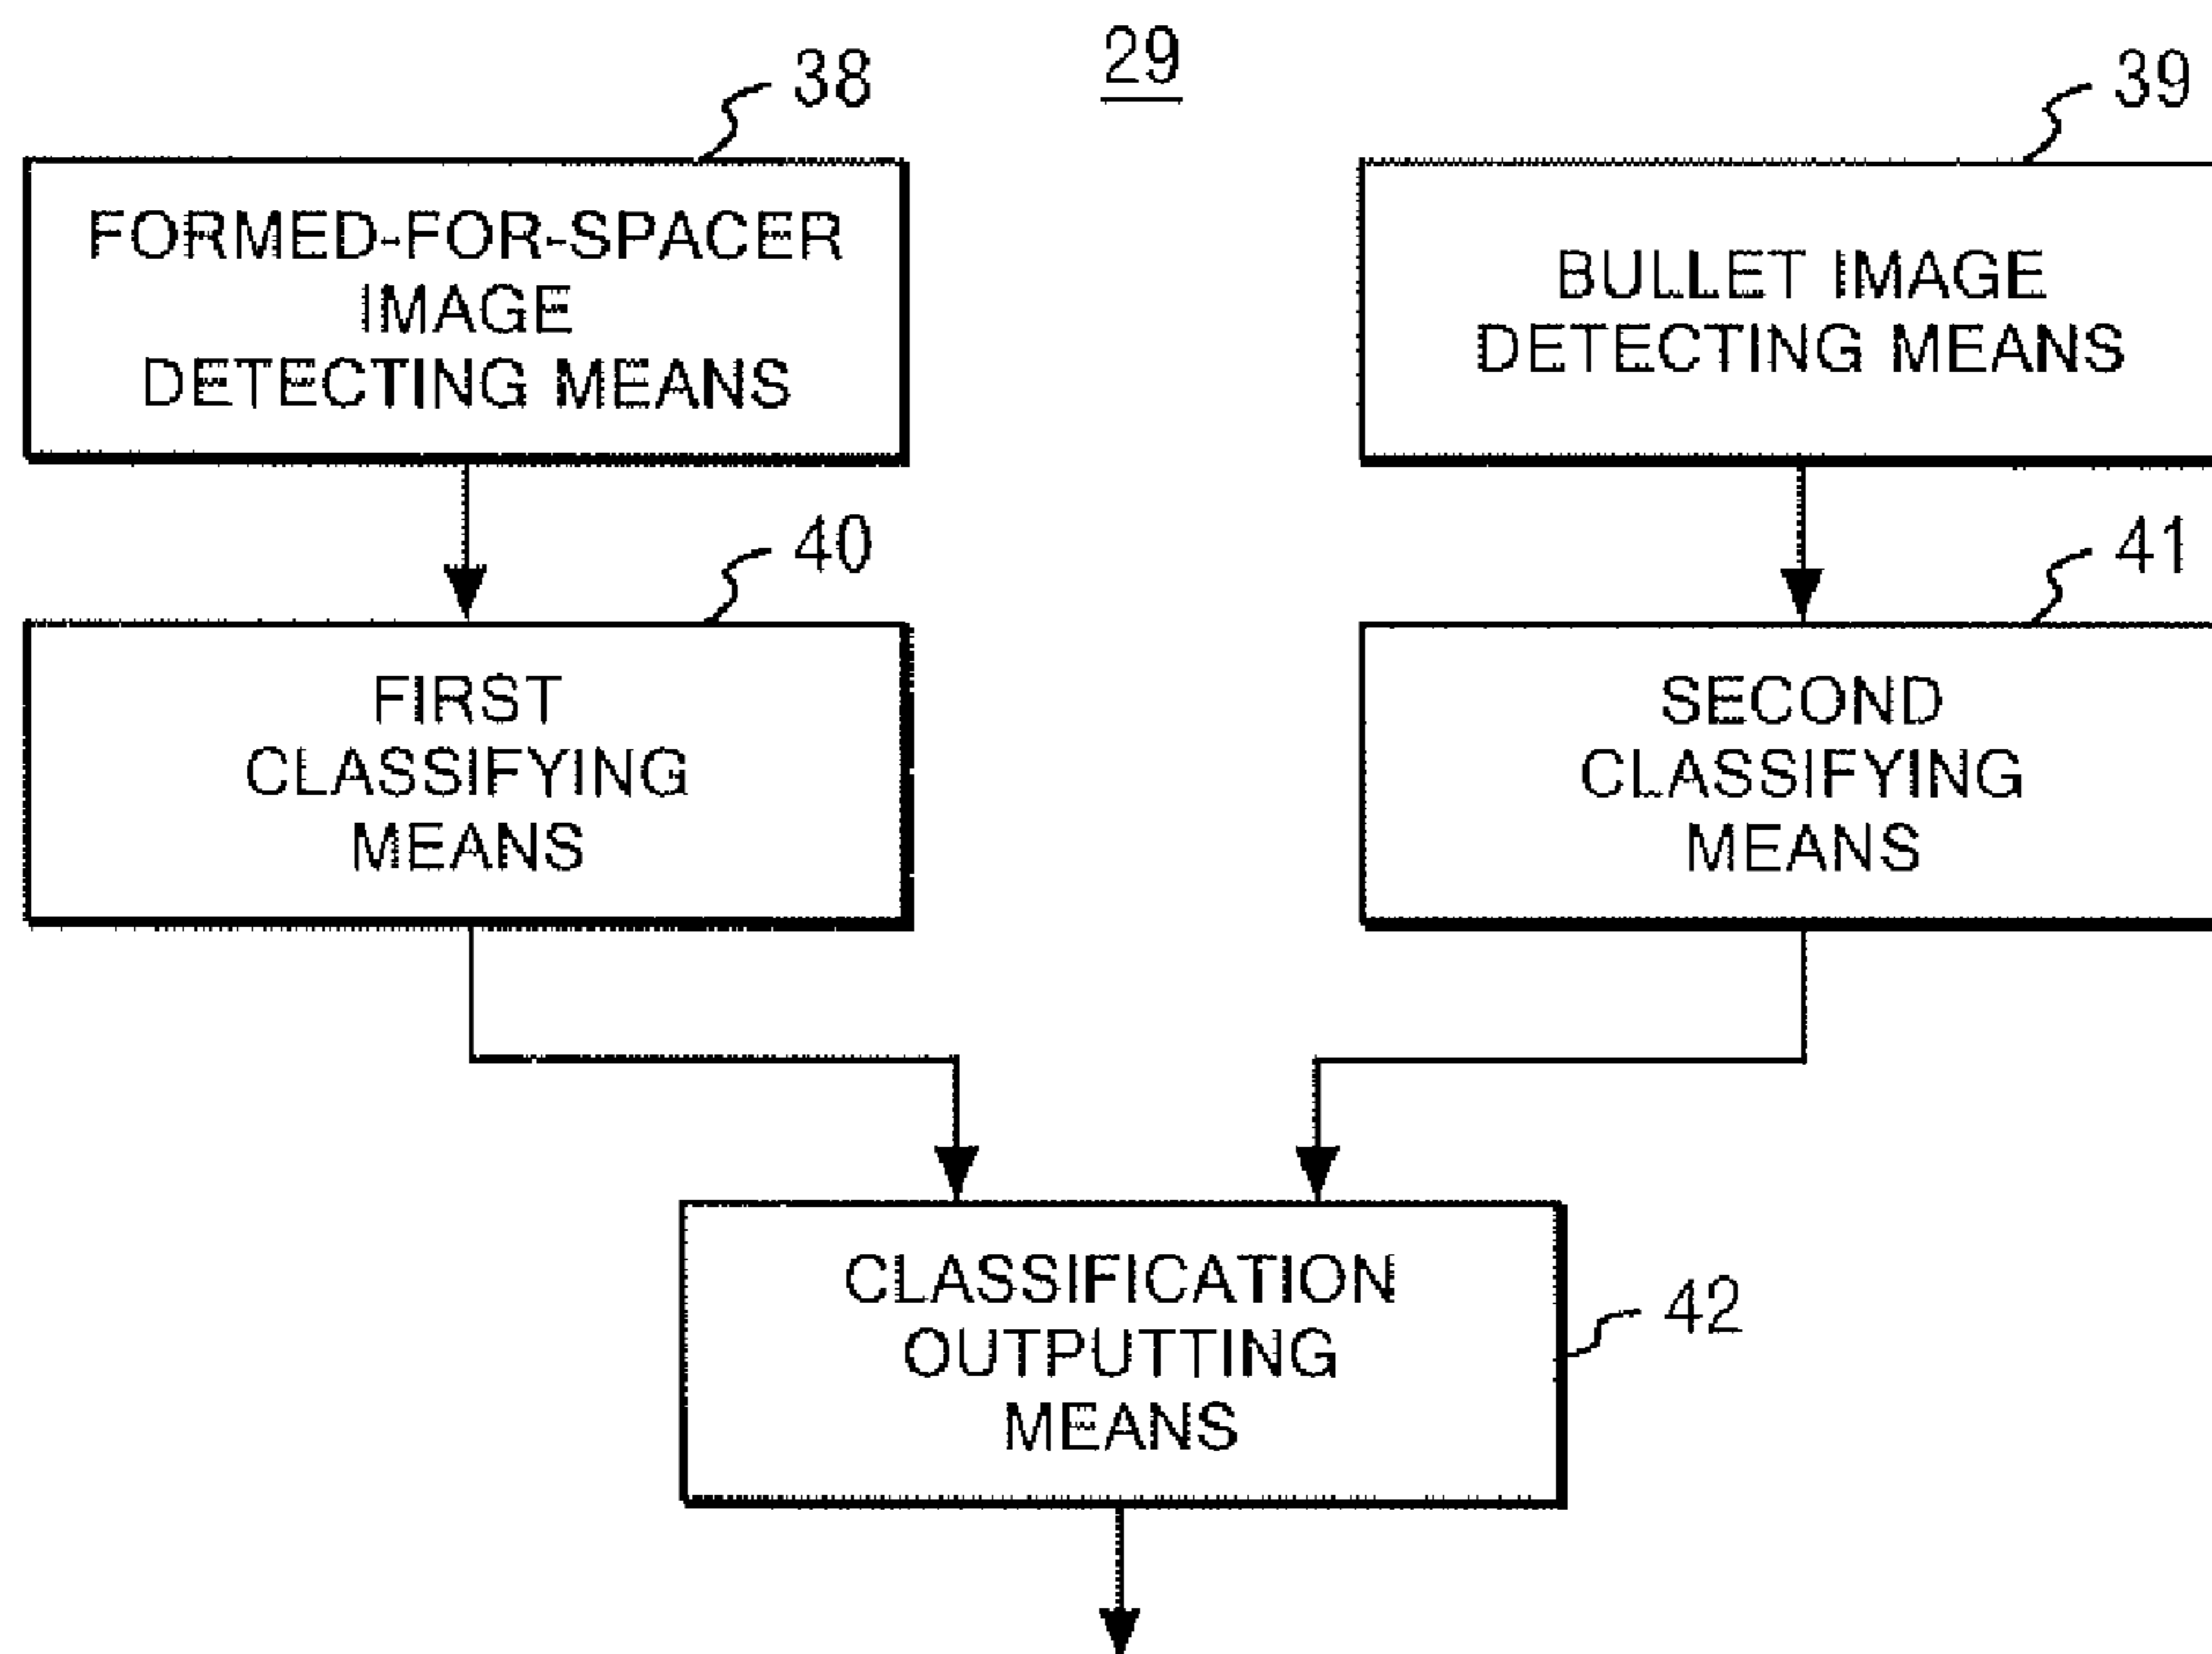 29
38
FORMED-FOR-SPACER
IMAGE
DETECTING MEANS
39
BULLET IMAGE
DETECTING MEANS
40
FIRST
CLASSIFYING
MEANS
41
SECOND
CLASSIFYING
MEANS
CLASSIFICATION
OUTPUTTING
MEANS
42